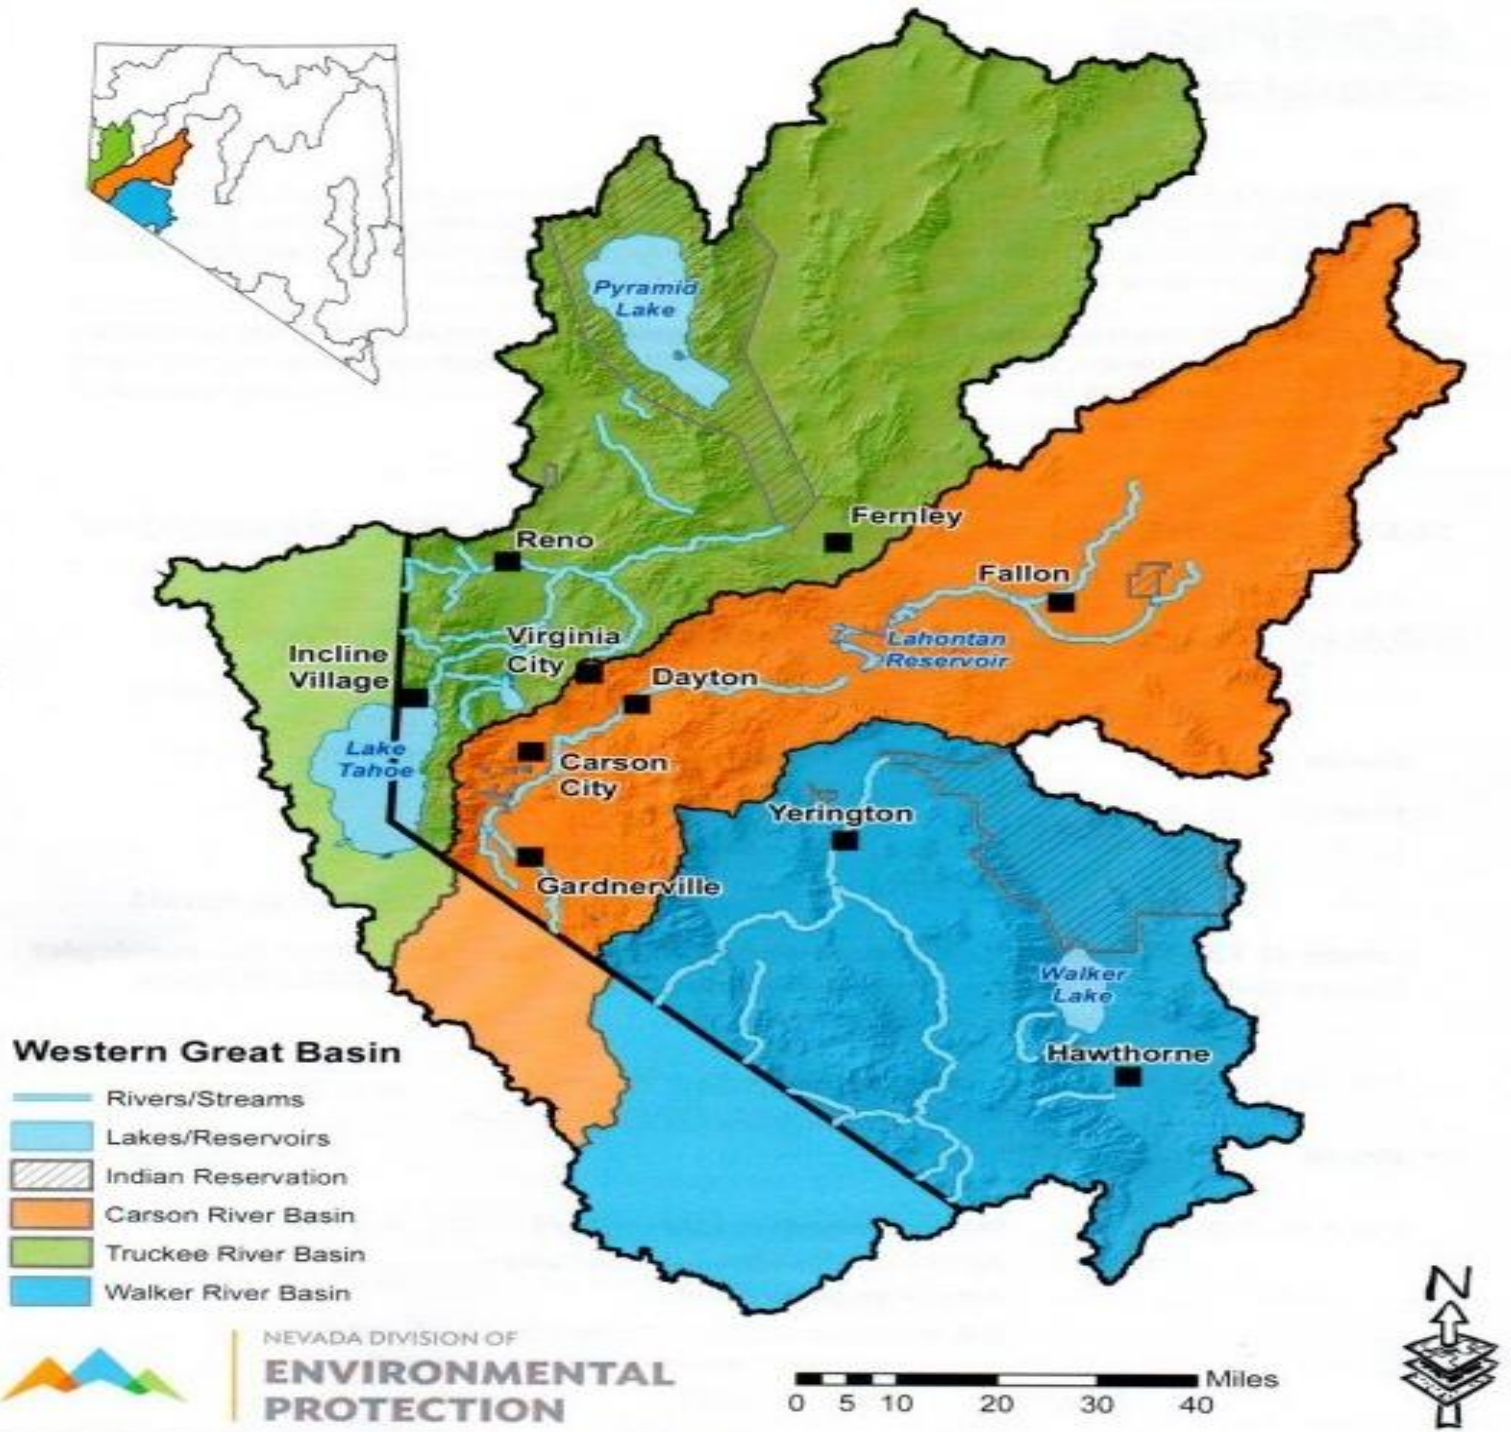 Pyramid
Lake
Fernley
Reno
Fallon
Virginia
City
Lahontan
Reservoir
Incline
Village
Dayton
Lake
Tahoe
Carson
City
Yerington
Gardnerville
Walker
Lake
Hawthorne
Western Great Basin
Rivers/Streams
Lakes/Reservoirs
Indian Reservation
Carson River Basin
Truckee River Basin
Walker River Basin
NEVADA DIVISION OF
ENVIRONMENTAL
PROTECTION
Miles
0 5 10 20 30 40
N